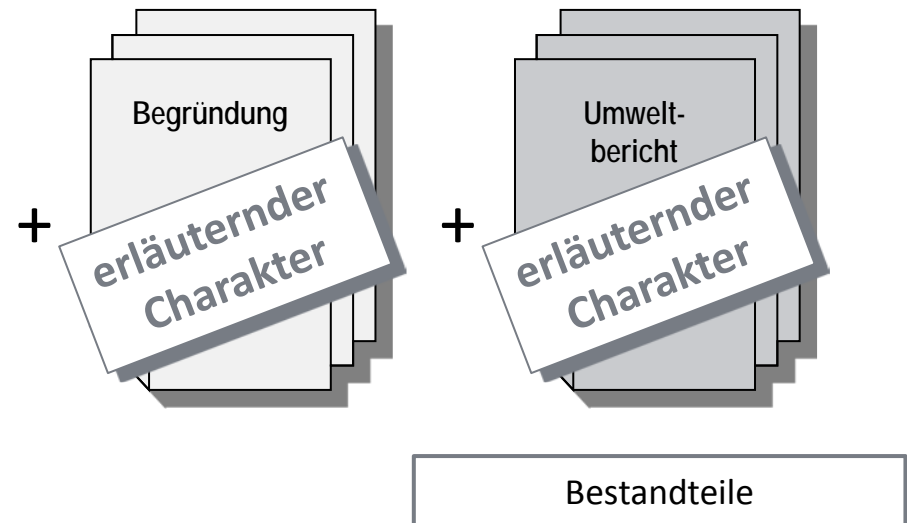 Begründung
+
erläuternder
Charakter
Umwelt-
bericht
+
erläuternder
Charakter
Bestandteile